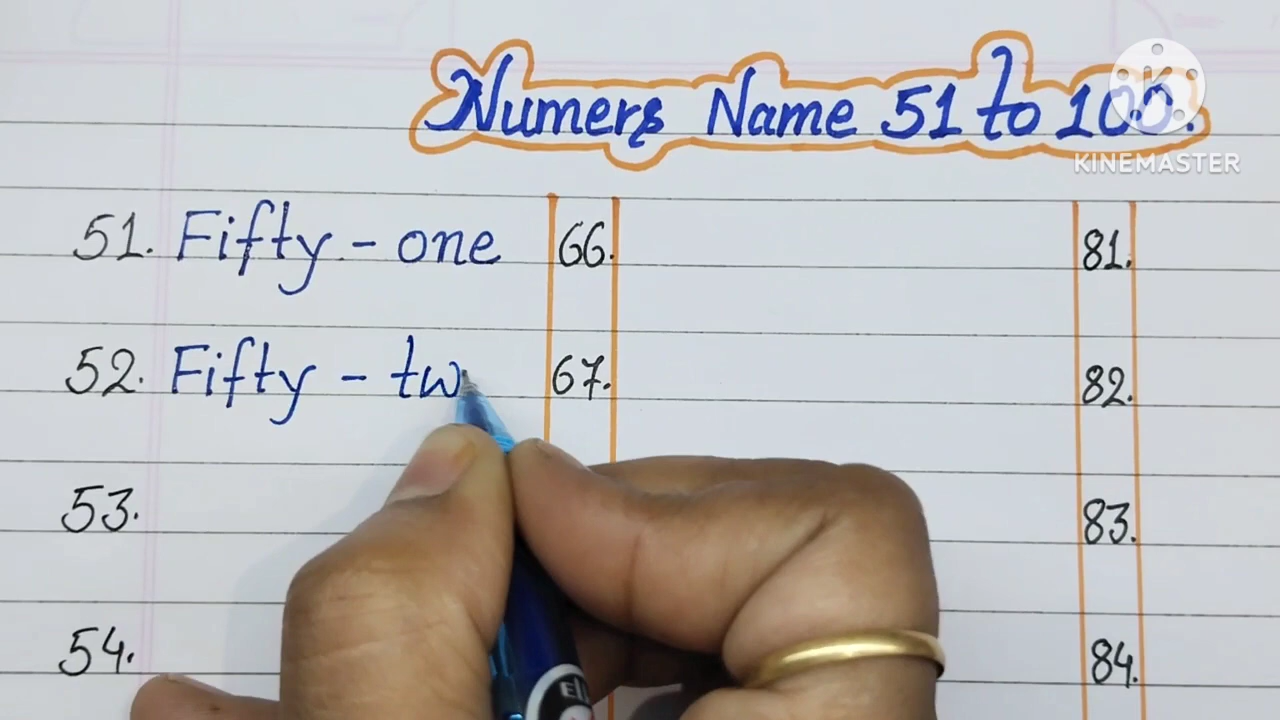 Numers Name 51 to 100.
KINEMASTER
51. Fifty - one 66. 81.
52. Fifty - tw 67. 82.
53. 83.
54. 84.